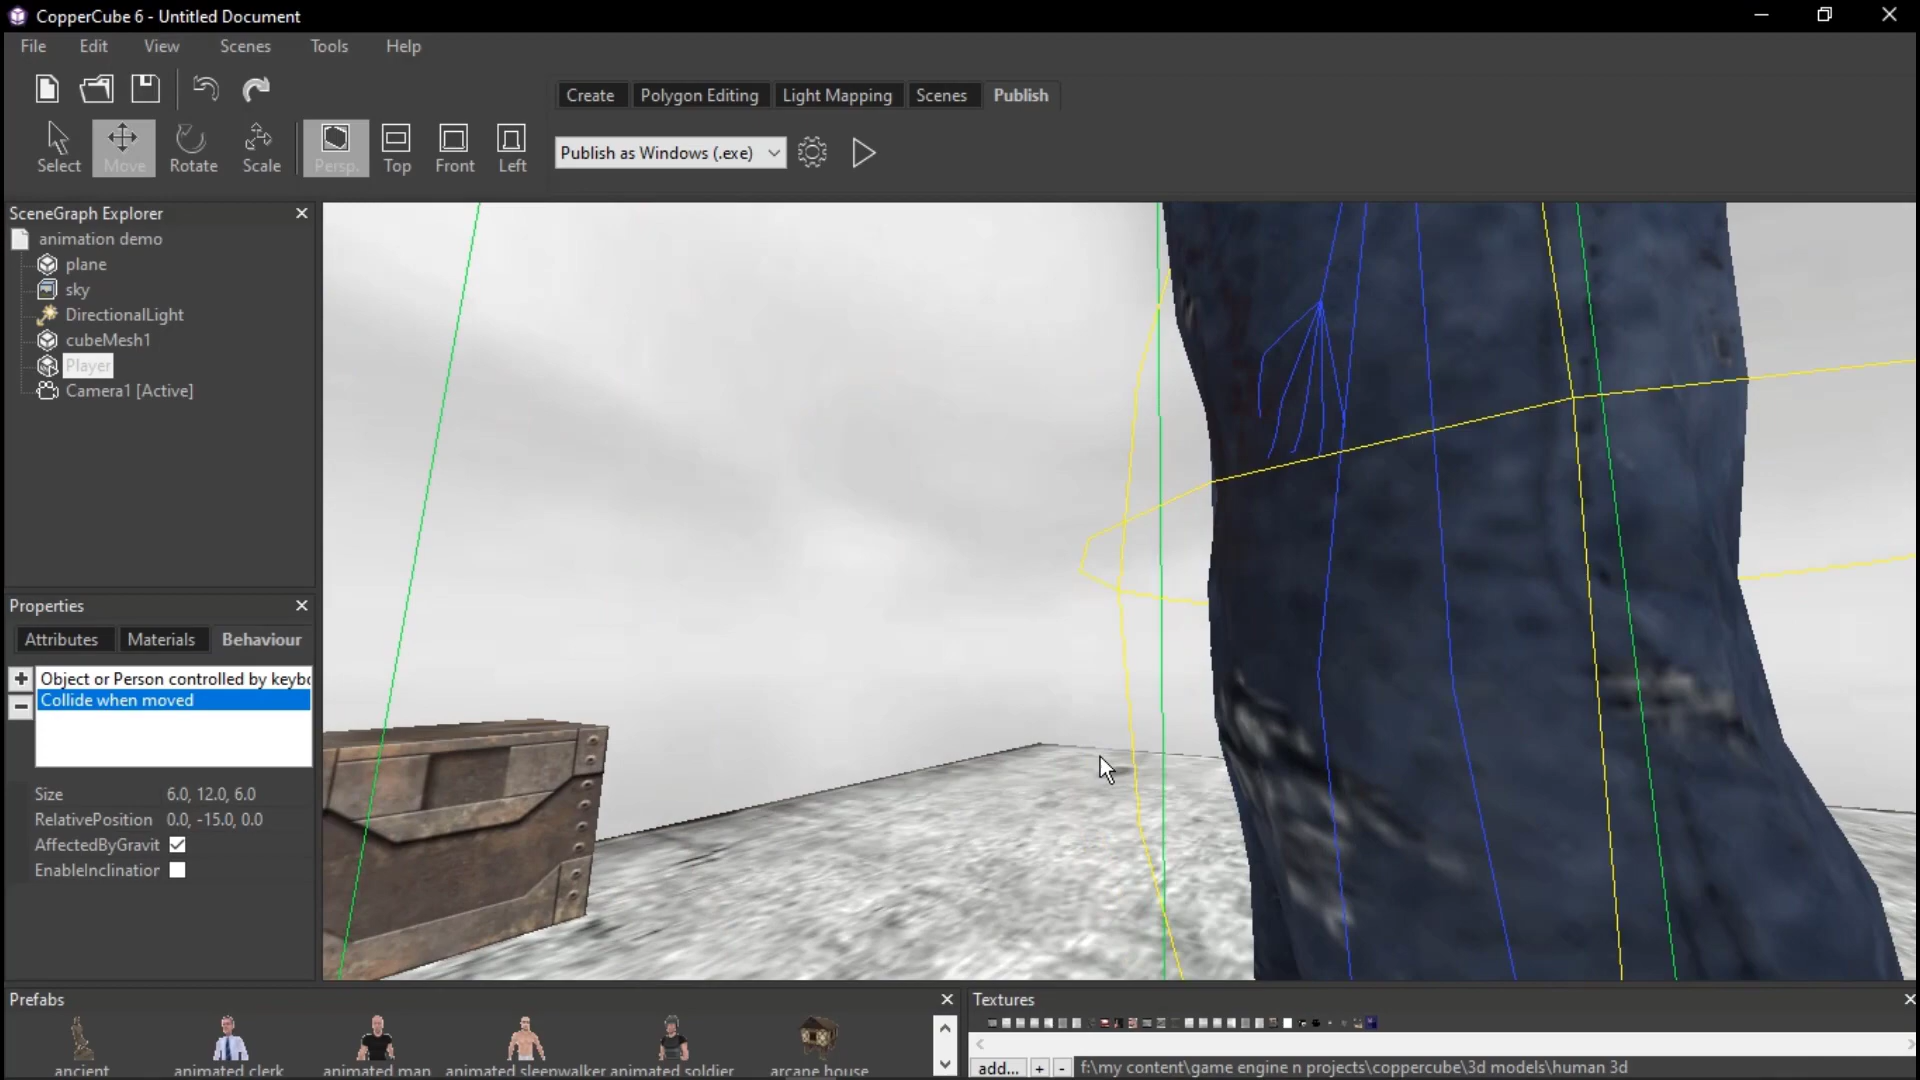 CopperCube 6 - Untitled Document
File Edit View Scenes Tools Help
Create Polygon Editing Light Mapping Scenes Publish
Select Move Rotate Scale Persp. Top Front Left
Publish as Windows (.exe)
SceneGraph Explorer
animation demo
plane
sky
DirectionalLight
cubeMesh1
Player
Camera1 [Active]
Properties
Attributes Materials Behaviour
Object or Person controlled by keybo
Collide when moved
Size 6.0, 12.0, 6.0
RelativePosition 0.0, -15.0, 0.0
AffectedByGravit
EnableInclination
Prefabs
ancient animated clerk animated man animated sleepwalker animated soldier arcane house
Textures
add... + - f:\my content\game engine n projects\coppercube\3d models\human 3d